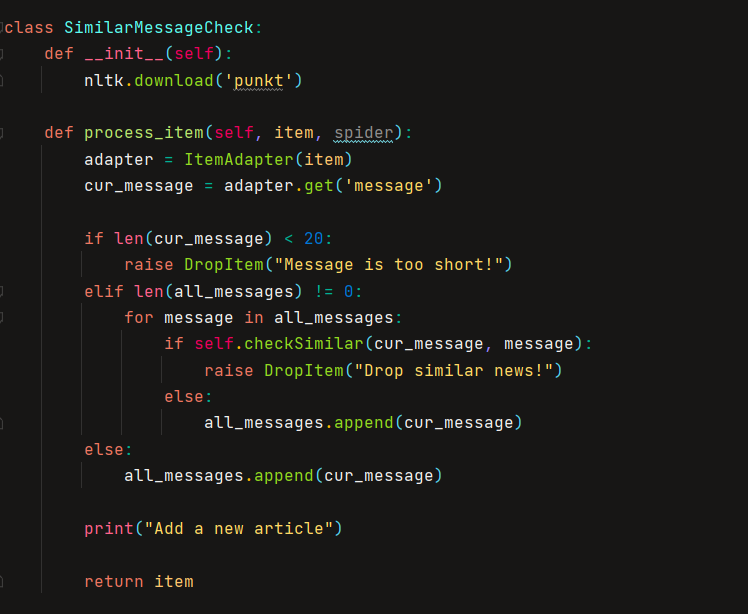 class SimilarMessageCheck:
    def __init__(self):
        nltk.download('punkt')

    def process_item(self, item, spider):
        adapter = ItemAdapter(item)
        cur_message = adapter.get('message')

        if len(cur_message) < 20:
            raise DropItem("Message is too short!")
        elif len(all_messages) != 0:
            for message in all_messages:
                if self.checkSimilar(cur_message, message):
                    raise DropItem("Drop similar news!")
                else:
                    all_messages.append(cur_message)
        else:
            all_messages.append(cur_message)

        print("Add a new article")

        return item